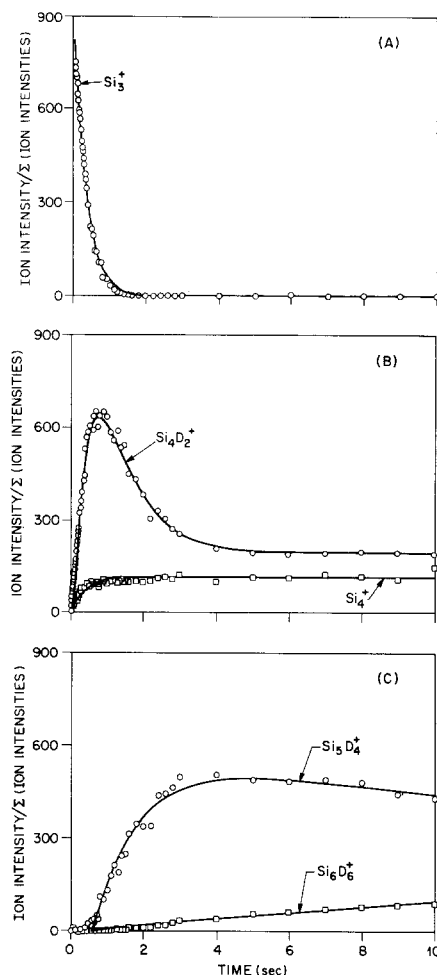 (A)
Si₃⁺
ION INTENSITY/Σ (ION INTENSITIES)
900
600
300
0
(B)
Si₄D₂⁺
Si₄⁺
ION INTENSITY/Σ (ION INTENSITIES)
900
600
300
0
(C)
Si₅D₄⁺
Si₆D₆⁺
ION INTENSITY/Σ (ION INTENSITIES)
900
600
300
0
0 2 4 6 8 10
TIME (sec)